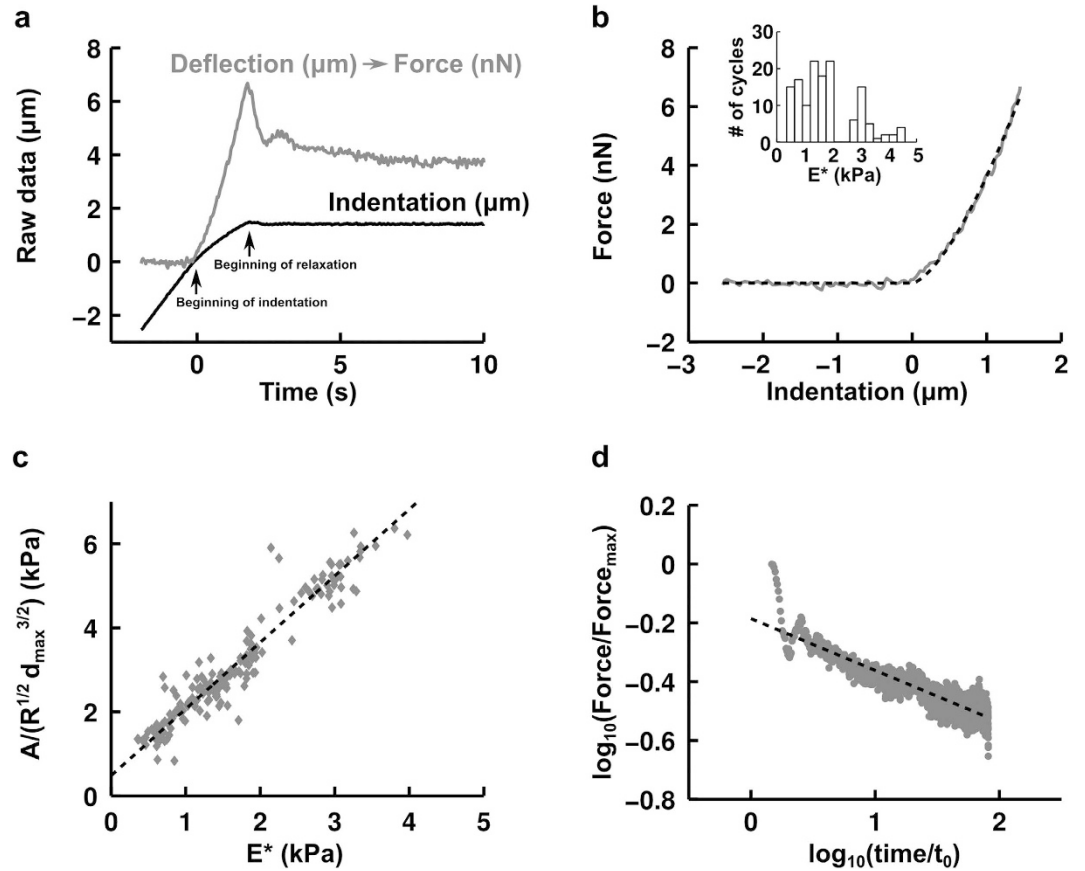 a
Raw data (µm)
8
6
4
2
0
−2
Deflection (µm) → Force (nN)
Indentation (µm)
Beginning of relaxation
Beginning of indentation
0 5 10
Time (s)
b
Force (nN)
8
6
4
2
0
−2
# of cycles
30
20
10
0
0 1 2 3 4 5
E* (kPa)
−3 −2 −1 0 1 2
Indentation (µm)
c
A/(R^1/2 d_max^3/2) (kPa)
6
4
2
0
0 1 2 3 4 5
E* (kPa)
d
log₁₀(Force/Force_max)
0.2
0
−0.2
−0.4
−0.6
−0.8
0 1 2
log₁₀(time/t₀)